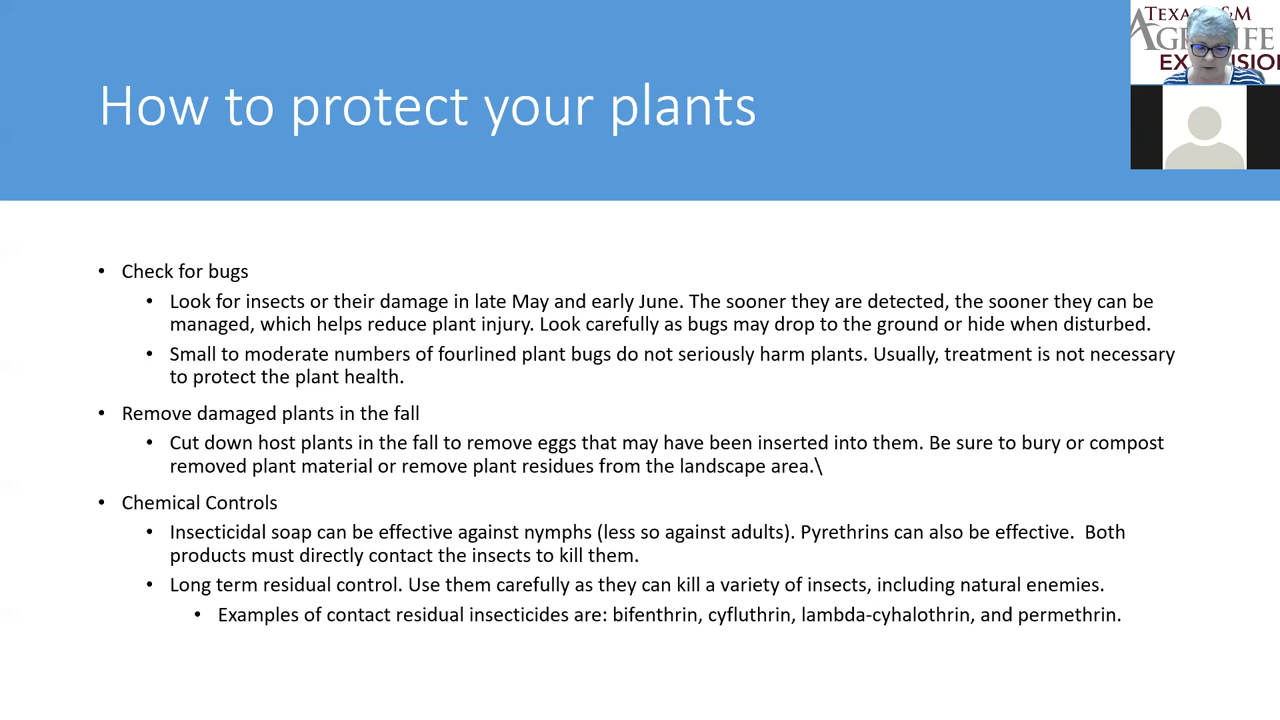 How to protect your plants
TEXAS A&M
AGRILIFE
• Check for bugs
• Look for insects or their damage in late May and early June. The sooner they are detected, the sooner they can be
managed, which helps reduce plant injury. Look carefully as bugs may drop to the ground or hide when disturbed.
• Small to moderate numbers of fourlined plant bugs do not seriously harm plants. Usually, treatment is not necessary
to protect the plant health.
• Remove damaged plants in the fall
• Cut down host plants in the fall to remove eggs that may have been inserted into them. Be sure to bury or compost
removed plant material or remove plant residues from the landscape area.\
• Chemical Controls
• Insecticidal soap can be effective against nymphs (less so against adults). Pyrethrins can also be effective.  Both
products must directly contact the insects to kill them.
• Long term residual control. Use them carefully as they can kill a variety of insects, including natural enemies.
• Examples of contact residual insecticides are: bifenthrin, cyfluthrin, lambda-cyhalothrin, and permethrin.